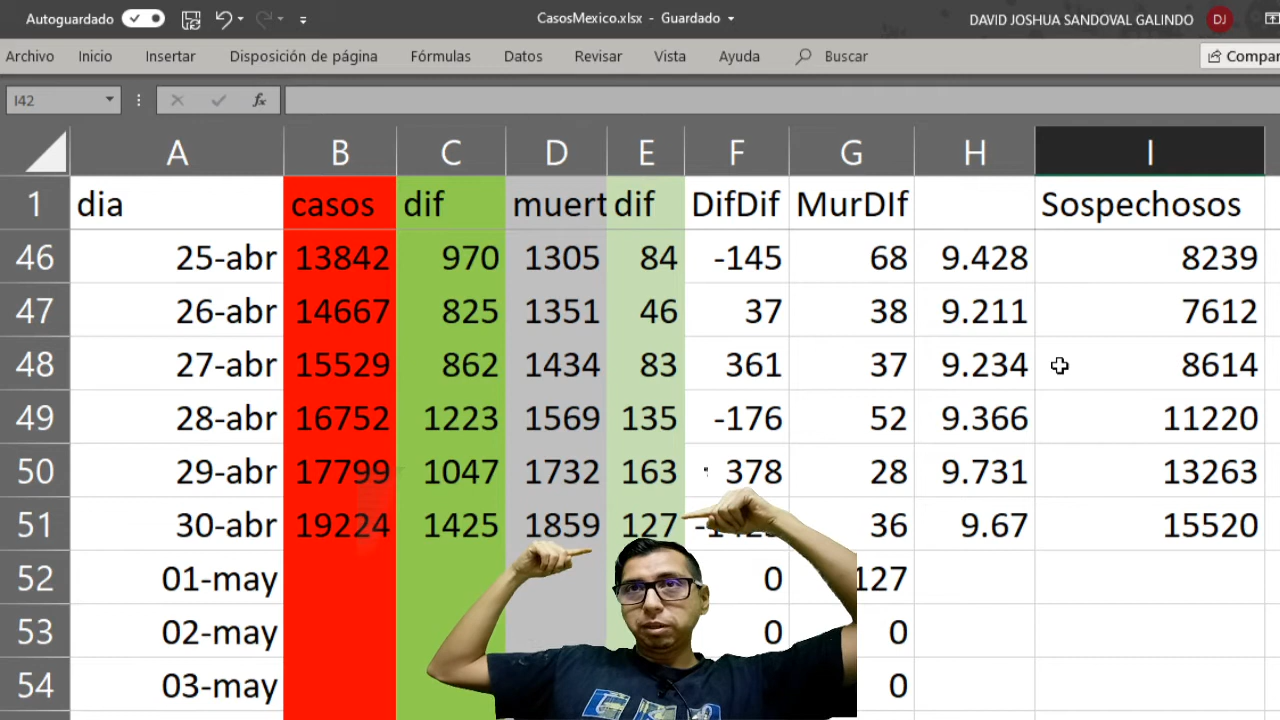 Autoguardado CasosMexico.xlsx - Guardado DAVID JOSHUA SANDOVAL GALINDO DJ
Archivo Inicio Insertar Disposición de página Fórmulas Datos Revisar Vista Ayuda Buscar Compar
I42 fx
A B C D E F G H I
1 dia casos dif muert dif DifDif MurDIf Sospechosos
46 25-abr 13842 970 1305 84 -145 68 9.428 8239
47 26-abr 14667 825 1351 46 37 38 9.211 7612
48 27-abr 15529 862 1434 83 361 37 9.234 8614
49 28-abr 16752 1223 1569 135 -176 52 9.366 11220
50 29-abr 17799 1047 1732 163 378 28 9.731 13263
51 30-abr 19224 1425 1859 127 36 9.67 15520
52 01-may 0 127
53 02-may 0 0
54 03-may 0